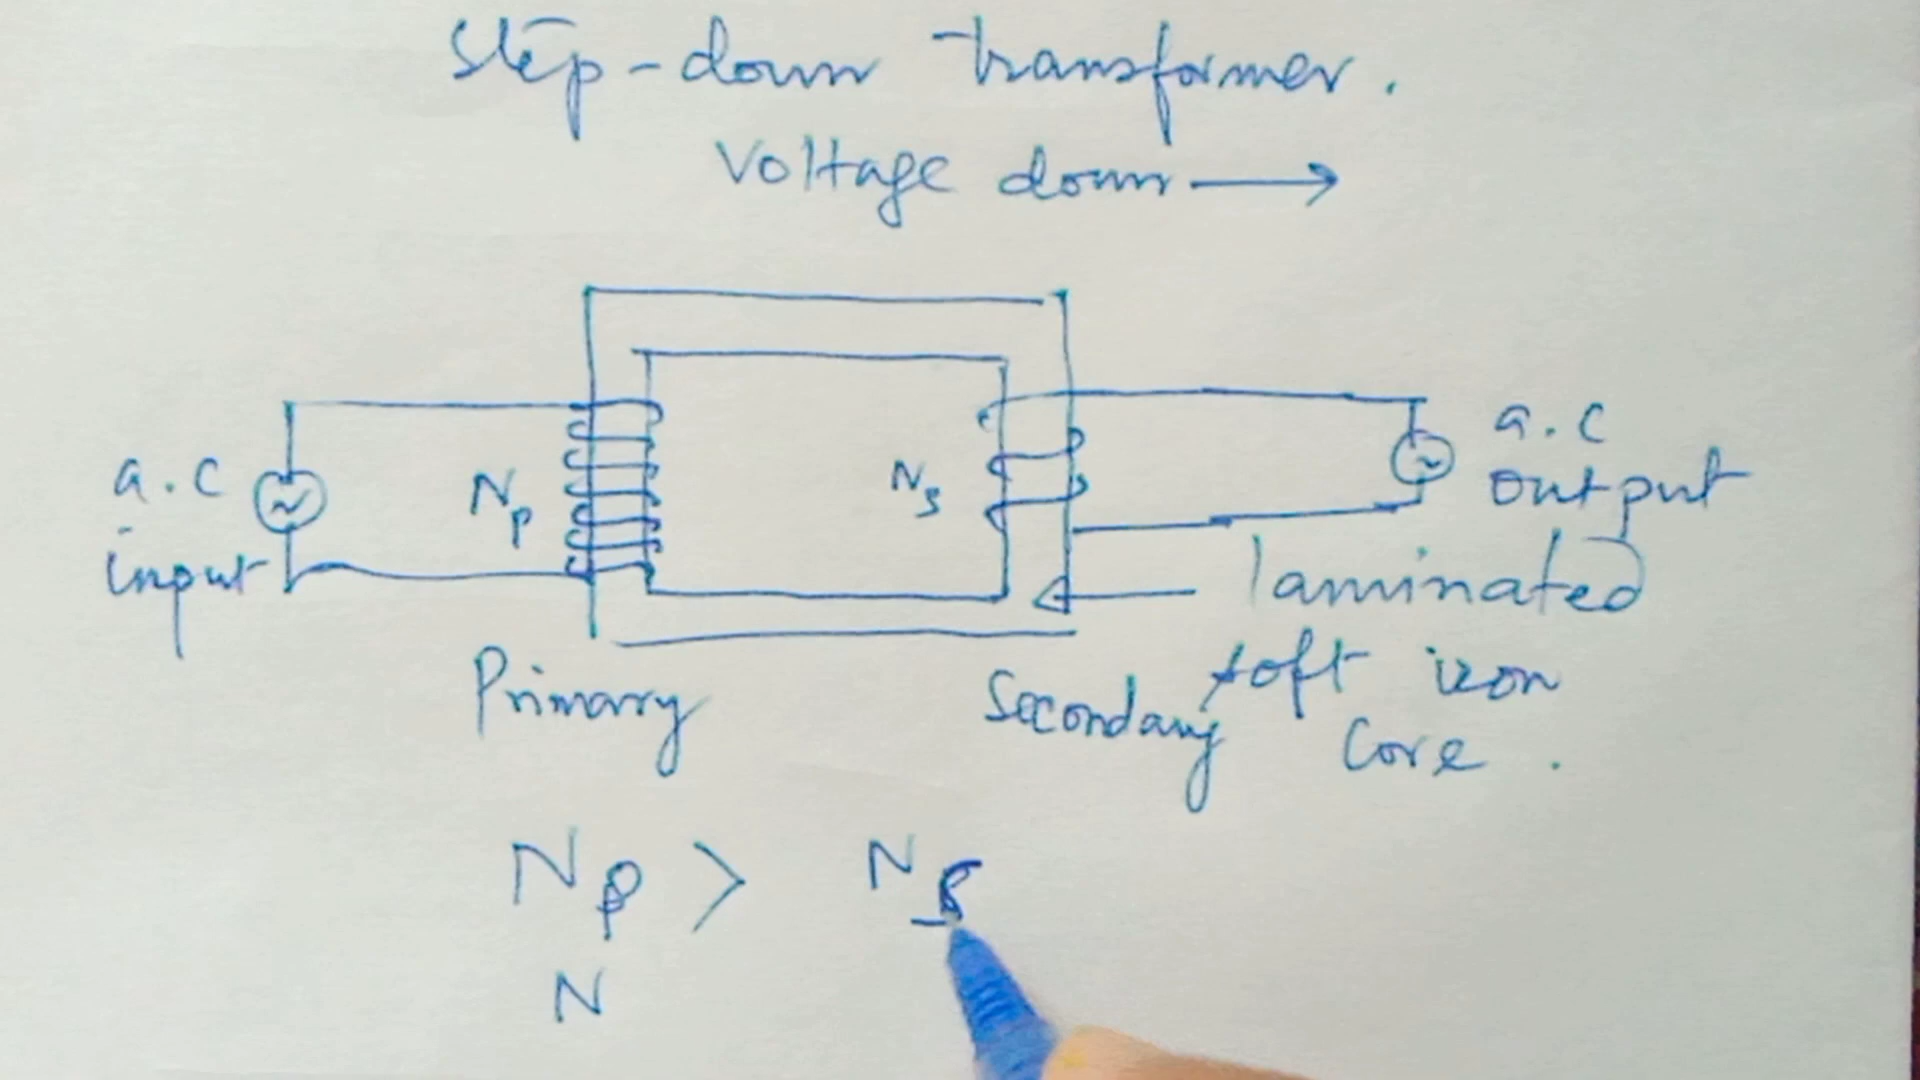 Step-down transformer.
Voltage down →
a.c
input
Np
Ns
a.c
output
laminated
soft iron
Core.
Primary
Secondary
Np > Ns
N